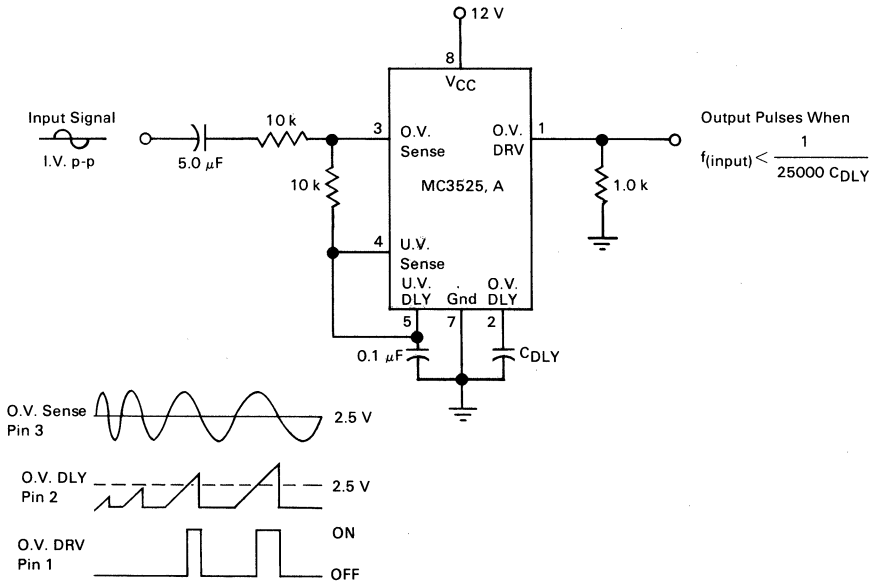 12 V
8
VCC
Input Signal
I.V. p-p
5.0 μF
10 k
10 k
3
O.V.
Sense
O.V.
DRV
1
MC3525, A
4
U.V.
Sense
U.V.
DLY
Gnd
O.V.
DLY
5
7
2
0.1 μF
CDLY
1.0 k
Output Pulses When
f(input) < 1
25000 CDLY
O.V. Sense
Pin 3
2.5 V
O.V. DLY
Pin 2
2.5 V
O.V. DRV
Pin 1
ON
OFF